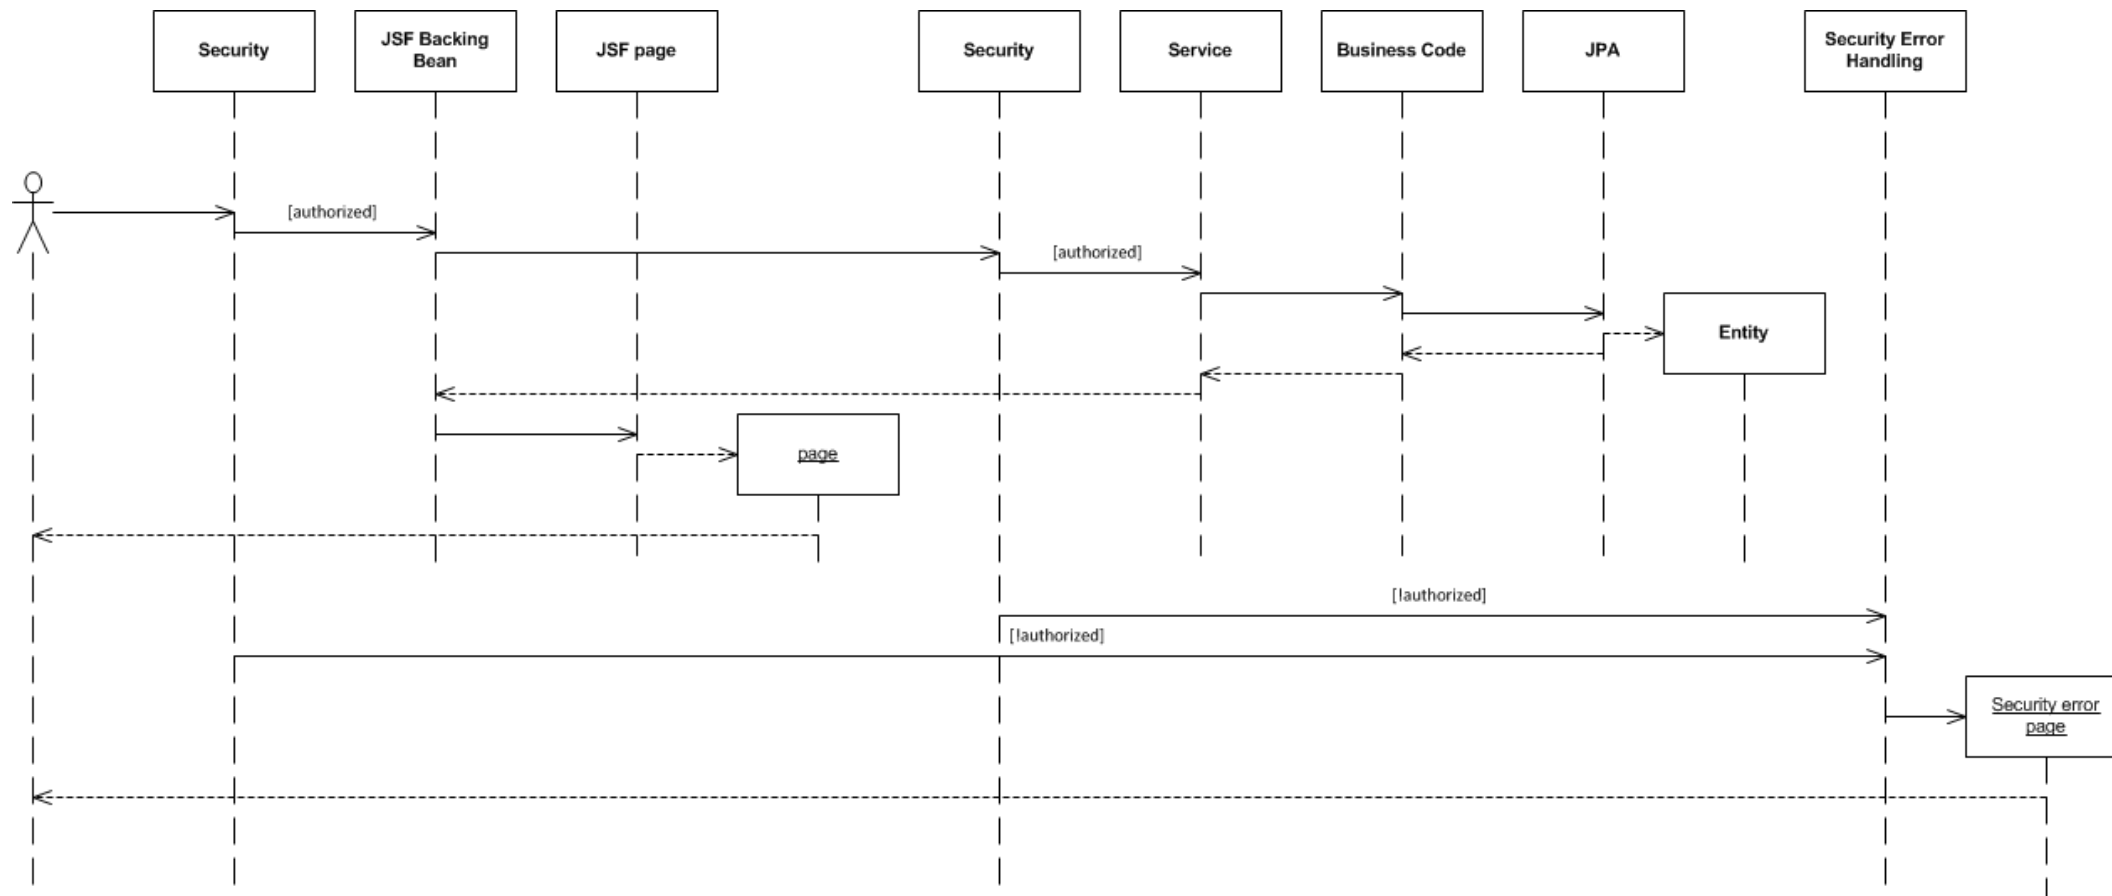 Security
JSF Backing
Bean
JSF page
Security
Service
Business Code
JPA
Security Error
Handling
[authorized]
[authorized]
Entity
page
[!authorized]
[!authorized]
Security error
page